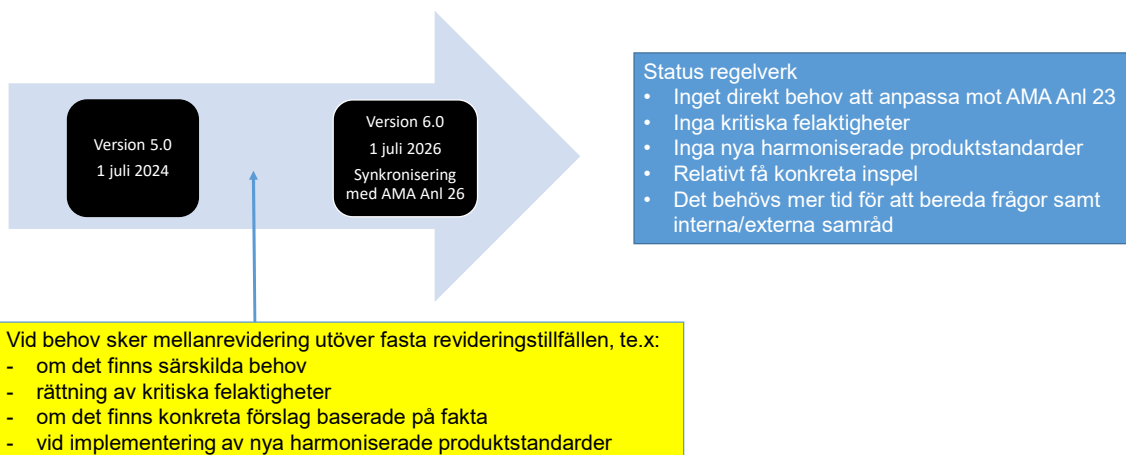 Version 5.0
1 juli 2024
Version 6.0
1 juli 2026
Synkronisering
med AMA Anl 26
Status regelverk
• Inget direkt behov att anpassa mot AMA Anl 23
• Inga kritiska felaktigheter
• Inga nya harmoniserade produktstandarder
• Relativt få konkreta inspel
• Det behövs mer tid för att bereda frågor samt
interna/externa samråd
Vid behov sker mellanrevidering utöver fasta revideringstillfällen, te.x:
- om det finns särskilda behov
- rättning av kritiska felaktigheter
- om det finns konkreta förslag baserade på fakta
- vid implementering av nya harmoniserade produktstandarder